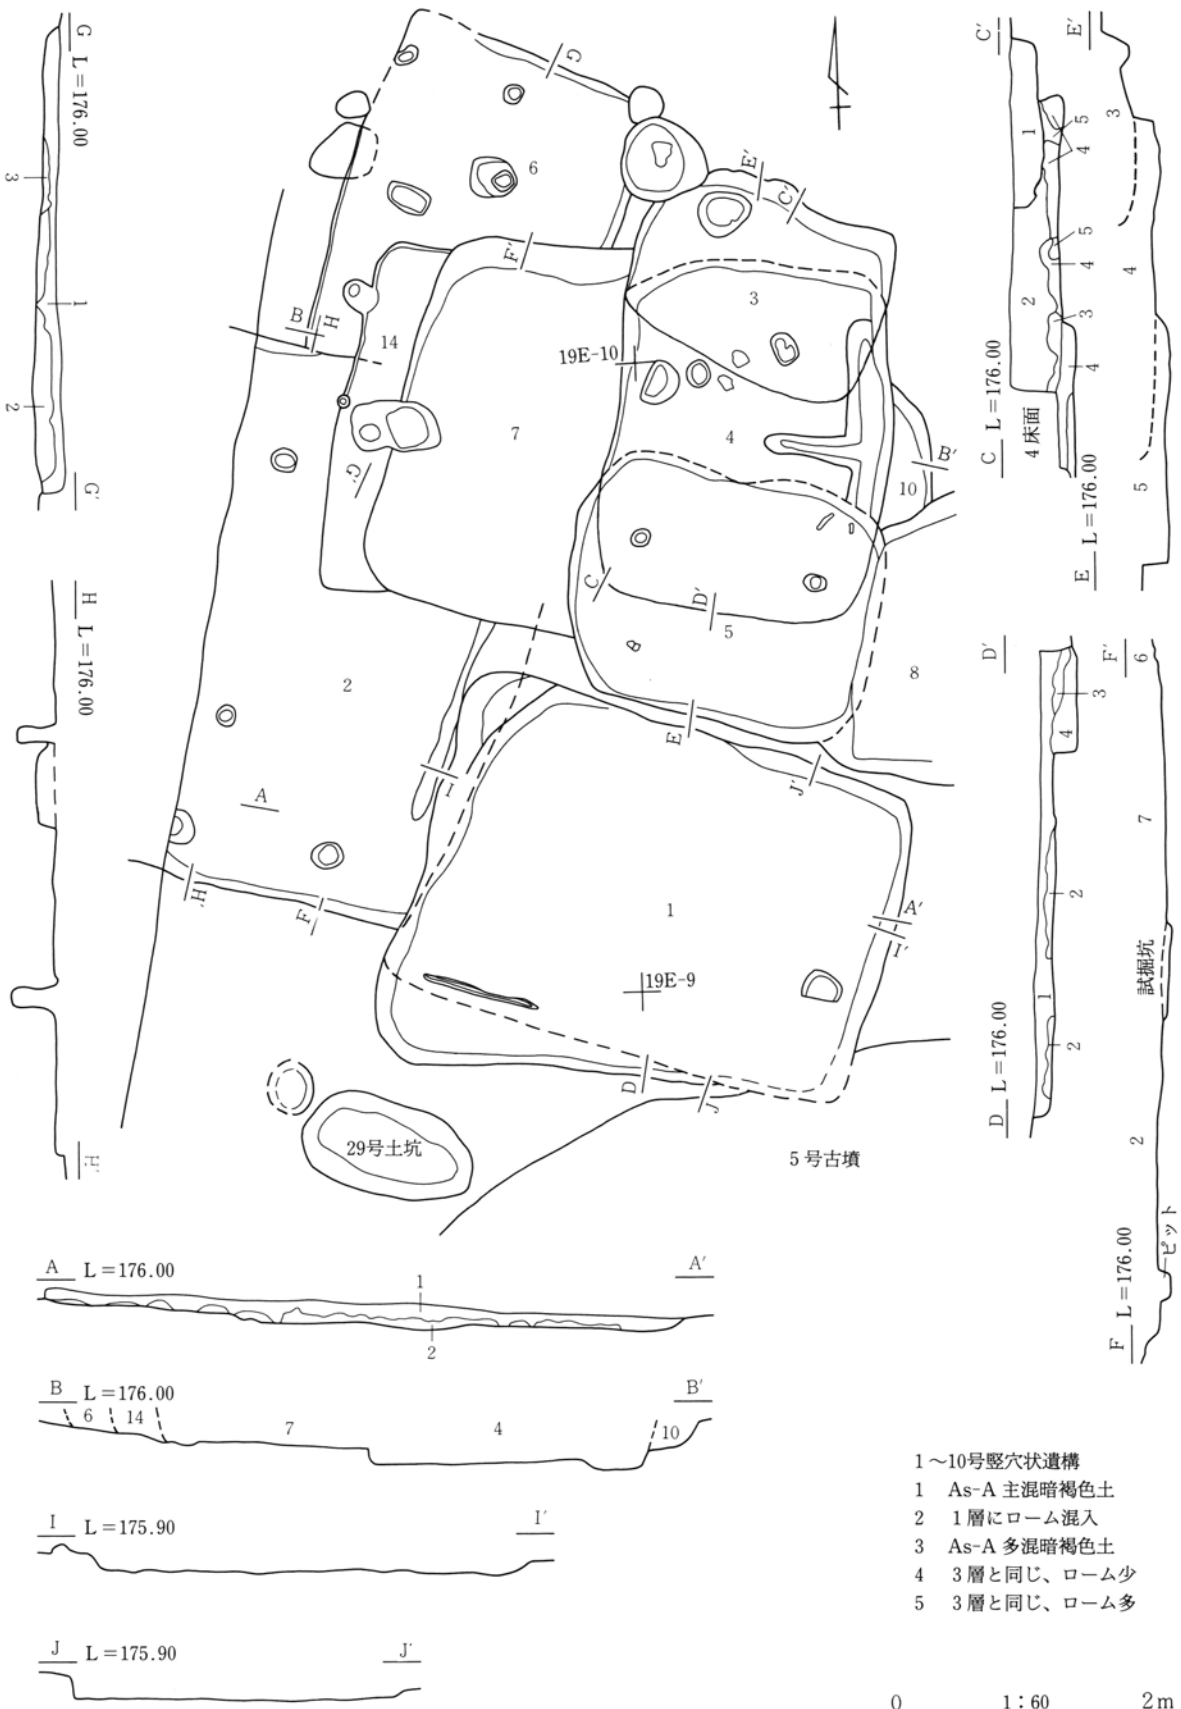 G L=176.00
3
1
2
G'
H L=176.00
H'
G
6
E'
C'
F'
3
B
H
14
19E-10
7
4
G'
B'
10
C
D'
5
2
8
E
I
J'
A
H'
F
1
A'
I'
19E-9
D
J
29号土坑
5号古墳
C'
1
5
4
2
5
4
3
4
C L=176.00
4床面
E'
3
4
5
E L=176.00
D'
3
4
2
1
2
D L=176.00
F'
6
7
試掘坑
2
ピット
F L=176.00
A L=176.00 A'
1
2
B L=176.00 B'
6 14 7 4 10
I L=175.90 I'
J L=175.90 J'
1～10号竪穴状遺構
1 As-A 主混暗褐色土
2 1層にローム混入
3 As-A 多混暗褐色土
4 3層と同じ、ローム少
5 3層と同じ、ローム多
0 1:60 2m